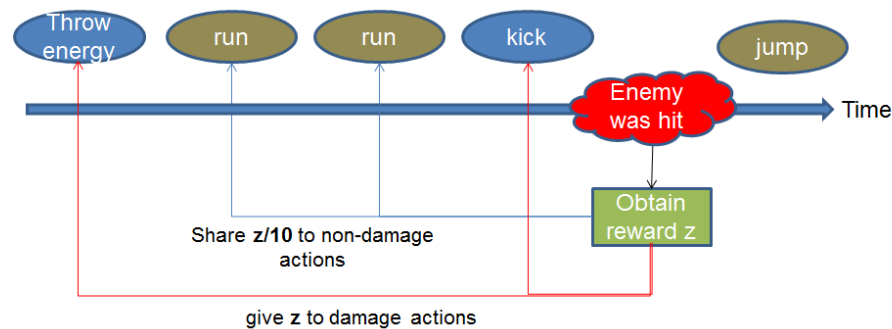 Throw
energy
run
run
kick
jump
Enemy
was hit
Time
Obtain
reward z
Share z/10 to non-damage
actions
give z to damage actions